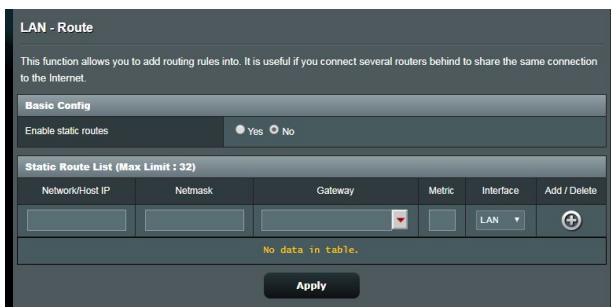 LAN - Route
This function allows you to add routing rules into. It is useful if you connect several routers behind to share the same connection
to the Internet.
Basic Config
Enable static routes Yes No
Static Route List (Max Limit : 32)
Network/Host IP Netmask Gateway Metric Interface Add / Delete
LAN
No data in table.
Apply